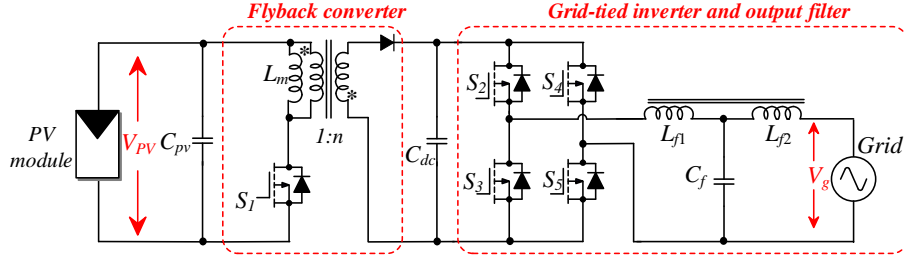 Flyback converter
Grid-tied inverter and output filter
PV
module
V_PV
C_pv
L_m
*
*
1:n
S_1
C_dc
S_2
S_4
S_3
S_5
L_f1
L_f2
C_f
V_g
Grid